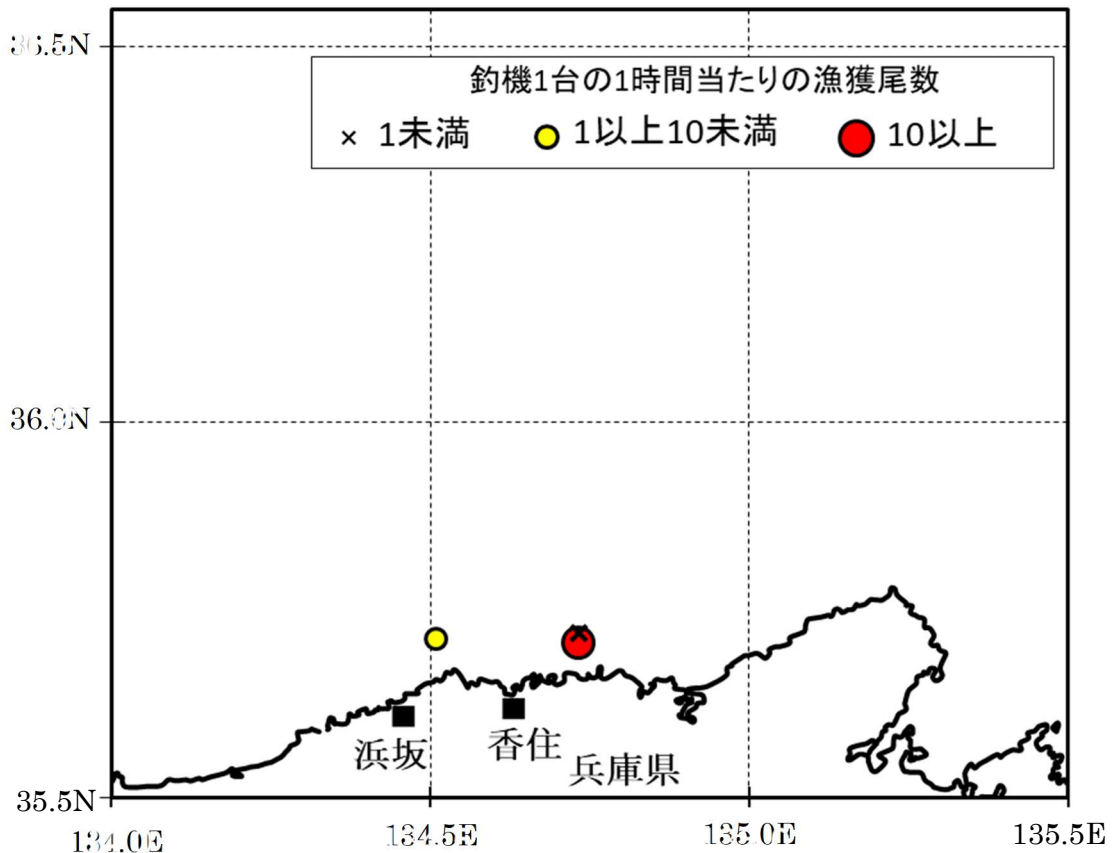 36.5N
釣機1台の1時間当たりの漁獲尾数
× 1未満 1以上10未満 10以上
36.0N
浜坂 香住 兵庫県
35.5N
134.0E 134.5E 135.0E 135.5E